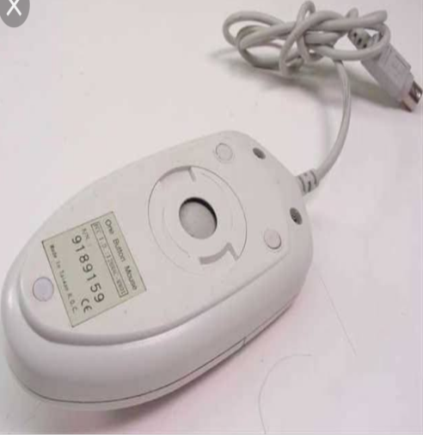 X
One Button Mouse
9189159
CE
Made In Taiwan R.O.C.